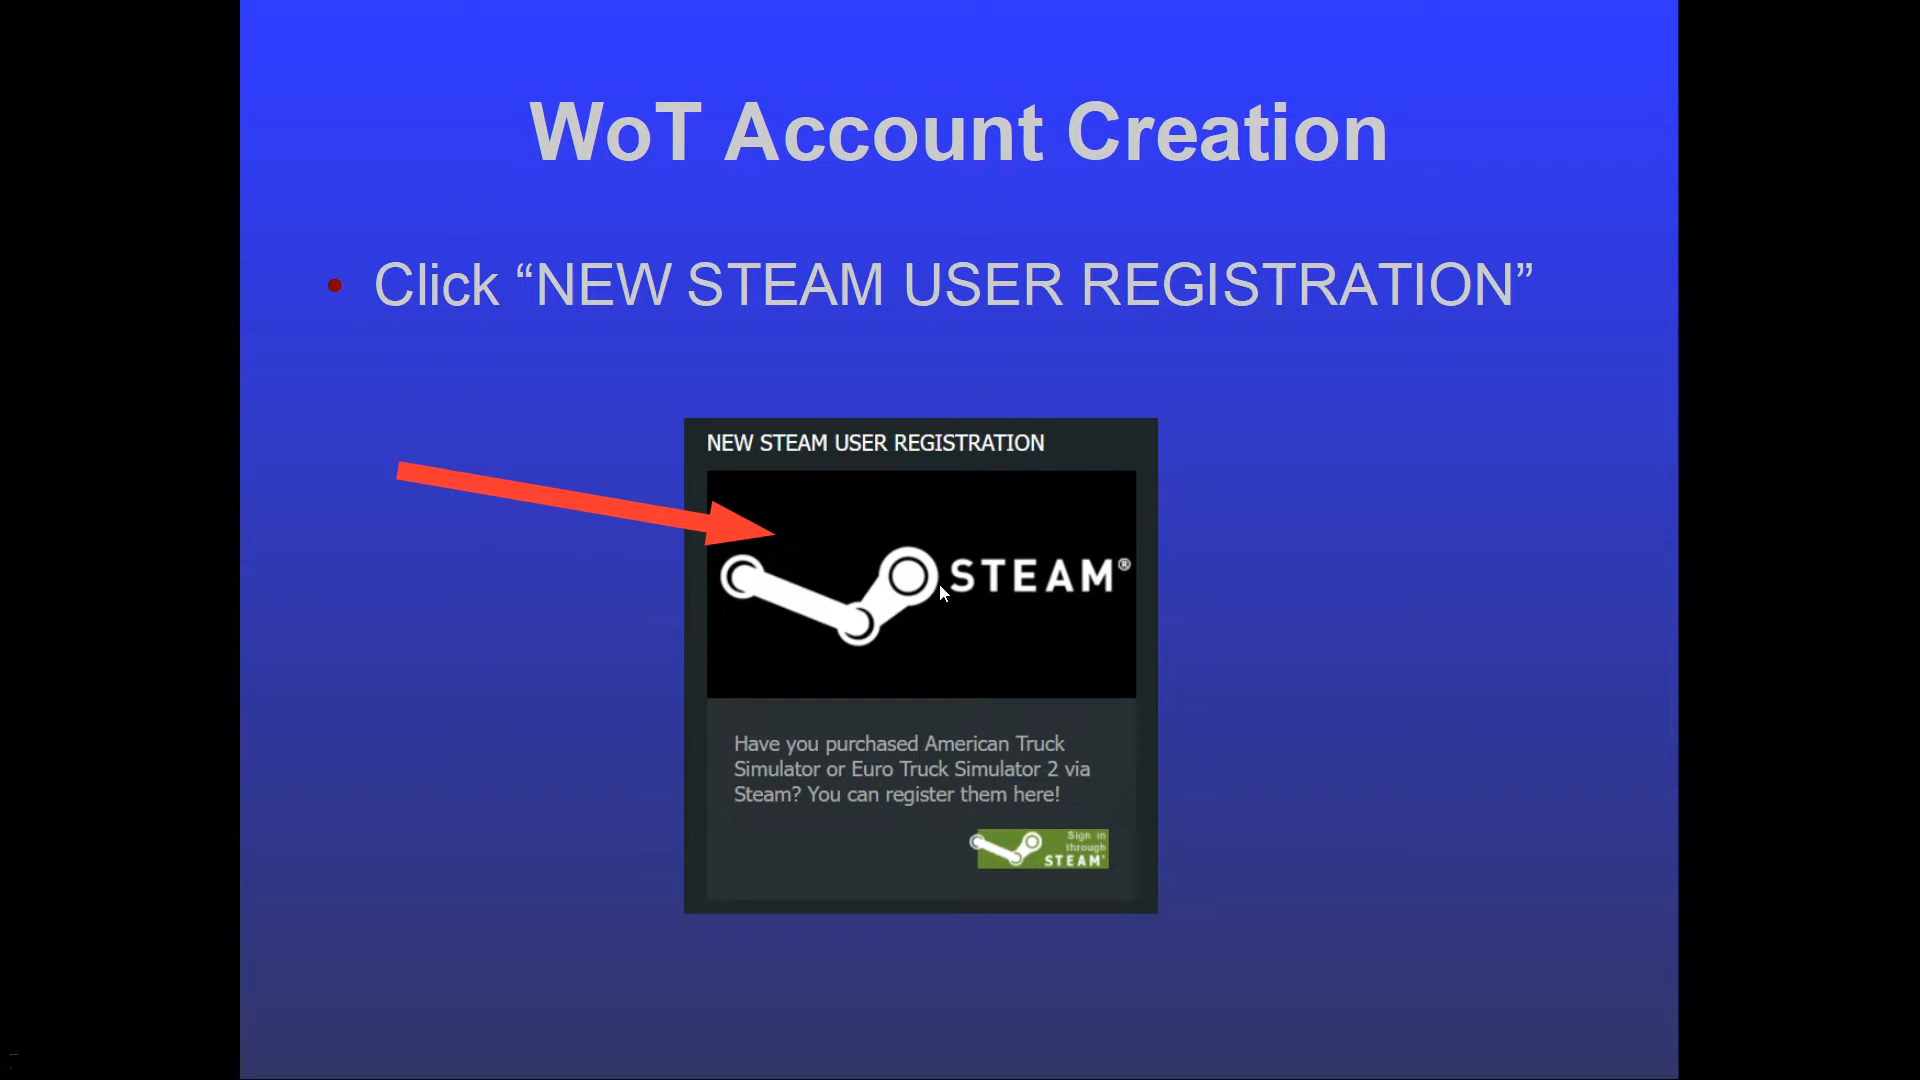 WoT Account Creation
• Click “NEW STEAM USER REGISTRATION”
NEW STEAM USER REGISTRATION
STEAM®
Have you purchased American Truck
Simulator or Euro Truck Simulator 2 via
Steam? You can register them here!
Sign in
through
STEAM™